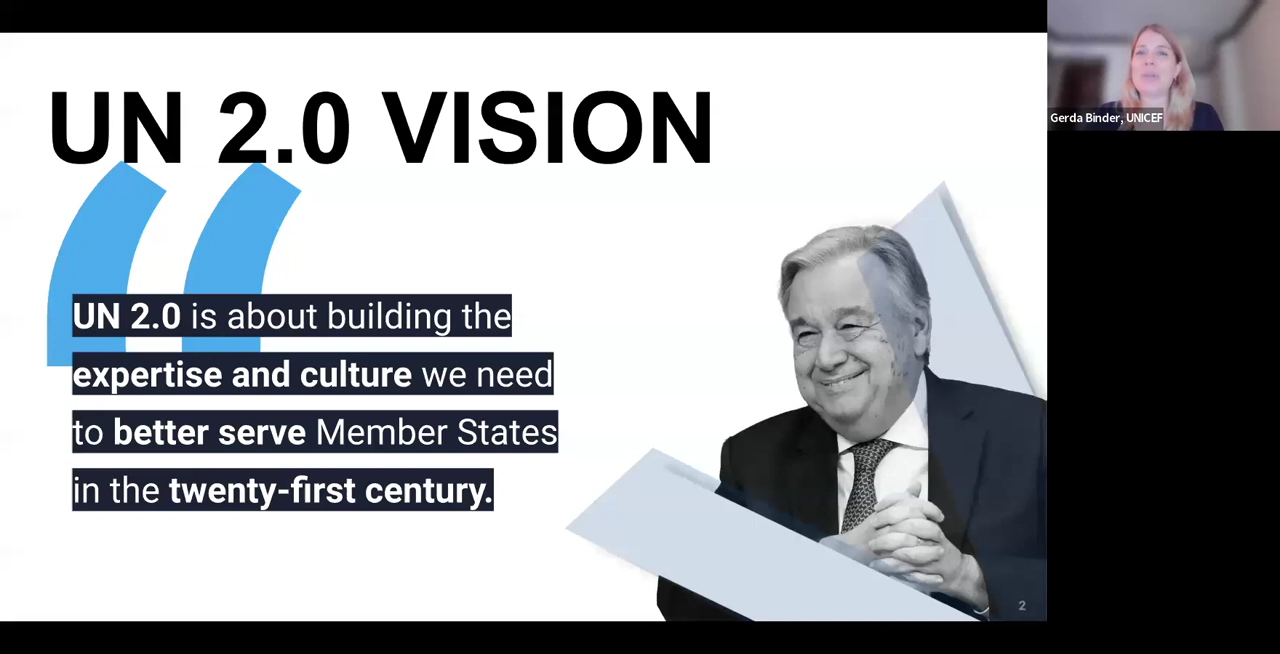 UN 2.0 VISION
UN 2.0 is about building the
expertise and culture we need
to better serve Member States
in the twenty-first century.
2
Gerda Binder, UNICEF